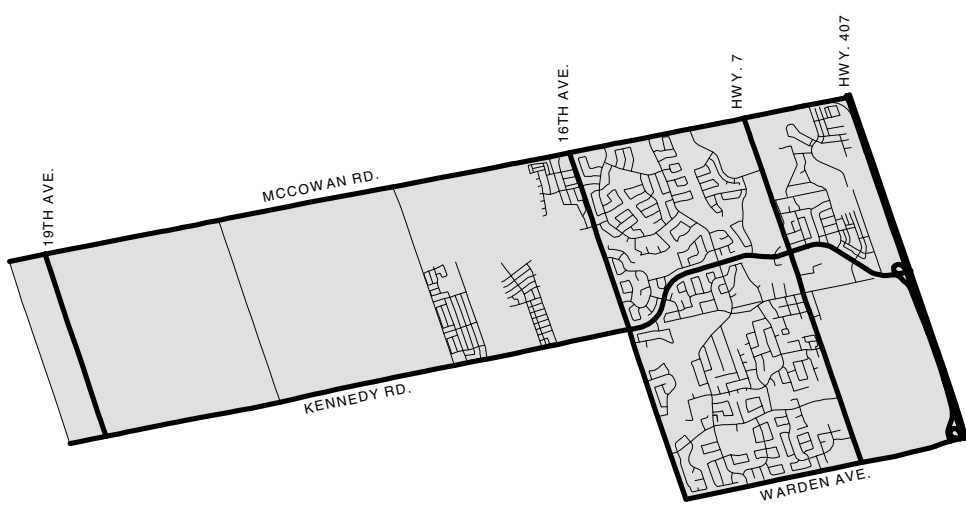 HWY. 407
HWY. 7
16TH AVE.
19TH AVE.
MCCOWAN RD.
KENNEDY RD.
WARDEN AVE.